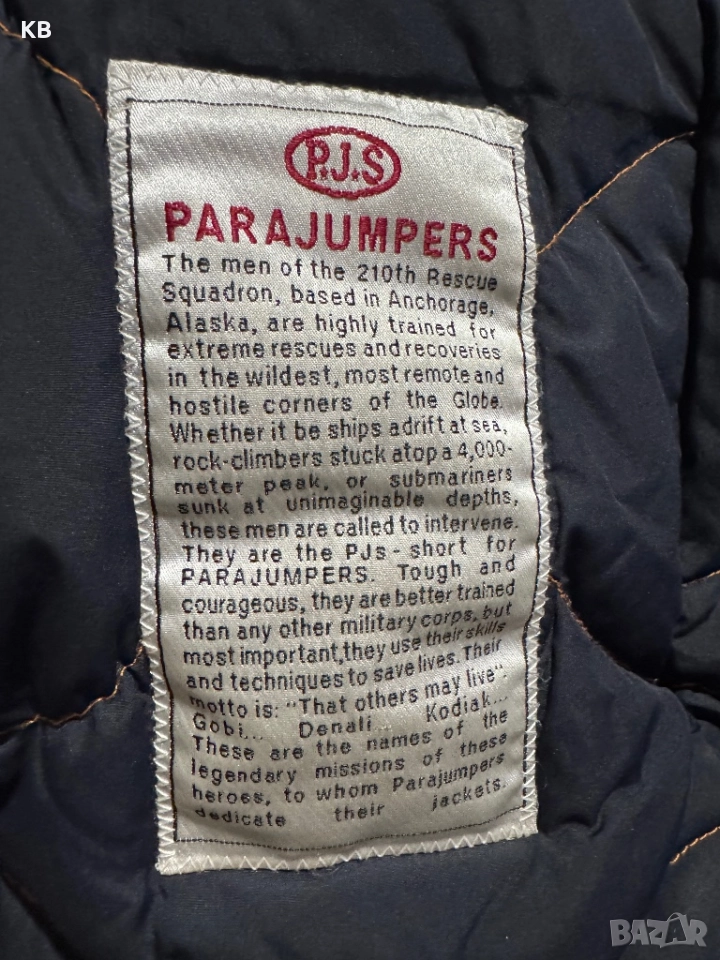 KB
P.J.S
PARAJUMPERS
The men of the 210th Rescue
Squadron, based in Anchorage,
Alaska, are highly trained for
extreme rescues and recoveries
in the wildest, most remote and
hostile corners of the Globe.
Whether it be ships adrift at sea,
rock-climbers stuck atop a 4,000-
meter peak, or submariners
sunk at unimaginable depths,
these men are called to intervene.
They are the PJs - short for
PARAJUMPERS. Tough and
courageous, they are better trained
than any other military corps, but
most important, they use their skills
and techniques to save lives. Their
motto is: "That others may live".
Gobi... Denali... Kodiak...
These are the names of the
legendary missions of these
heroes, to whom Parajumpers
dedicate their jackets.
BAZAR